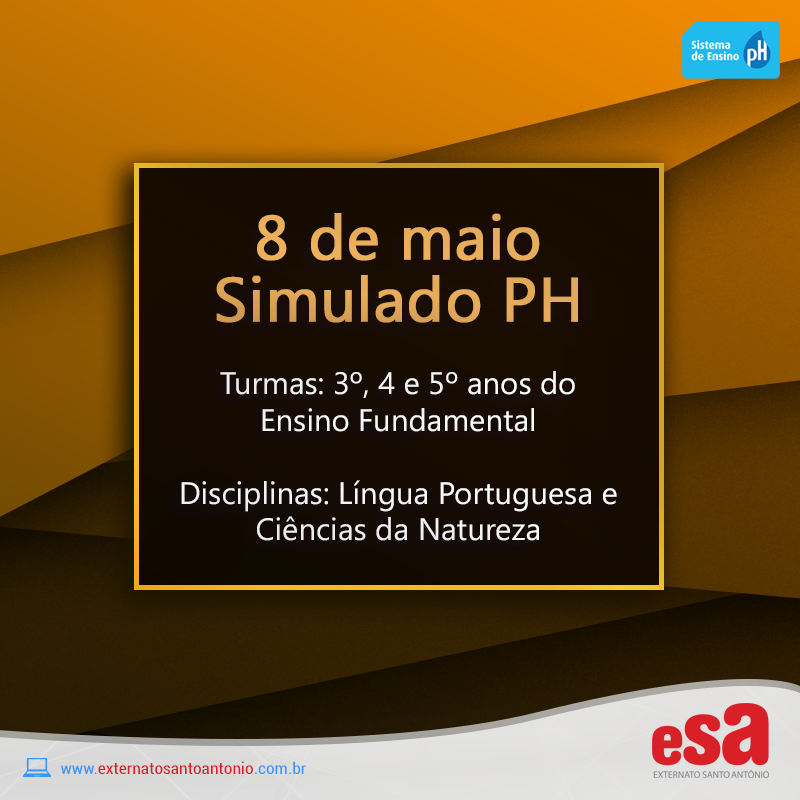 Sistema
de Ensino pH
8 de maio
Simulado PH
Turmas: 3º, 4 e 5º anos do
Ensino Fundamental
Disciplinas: Língua Portuguesa e
Ciências da Natureza
www.externatosantoantonio.com.br
esa
EXTERNATO SANTO ANTÔNIO